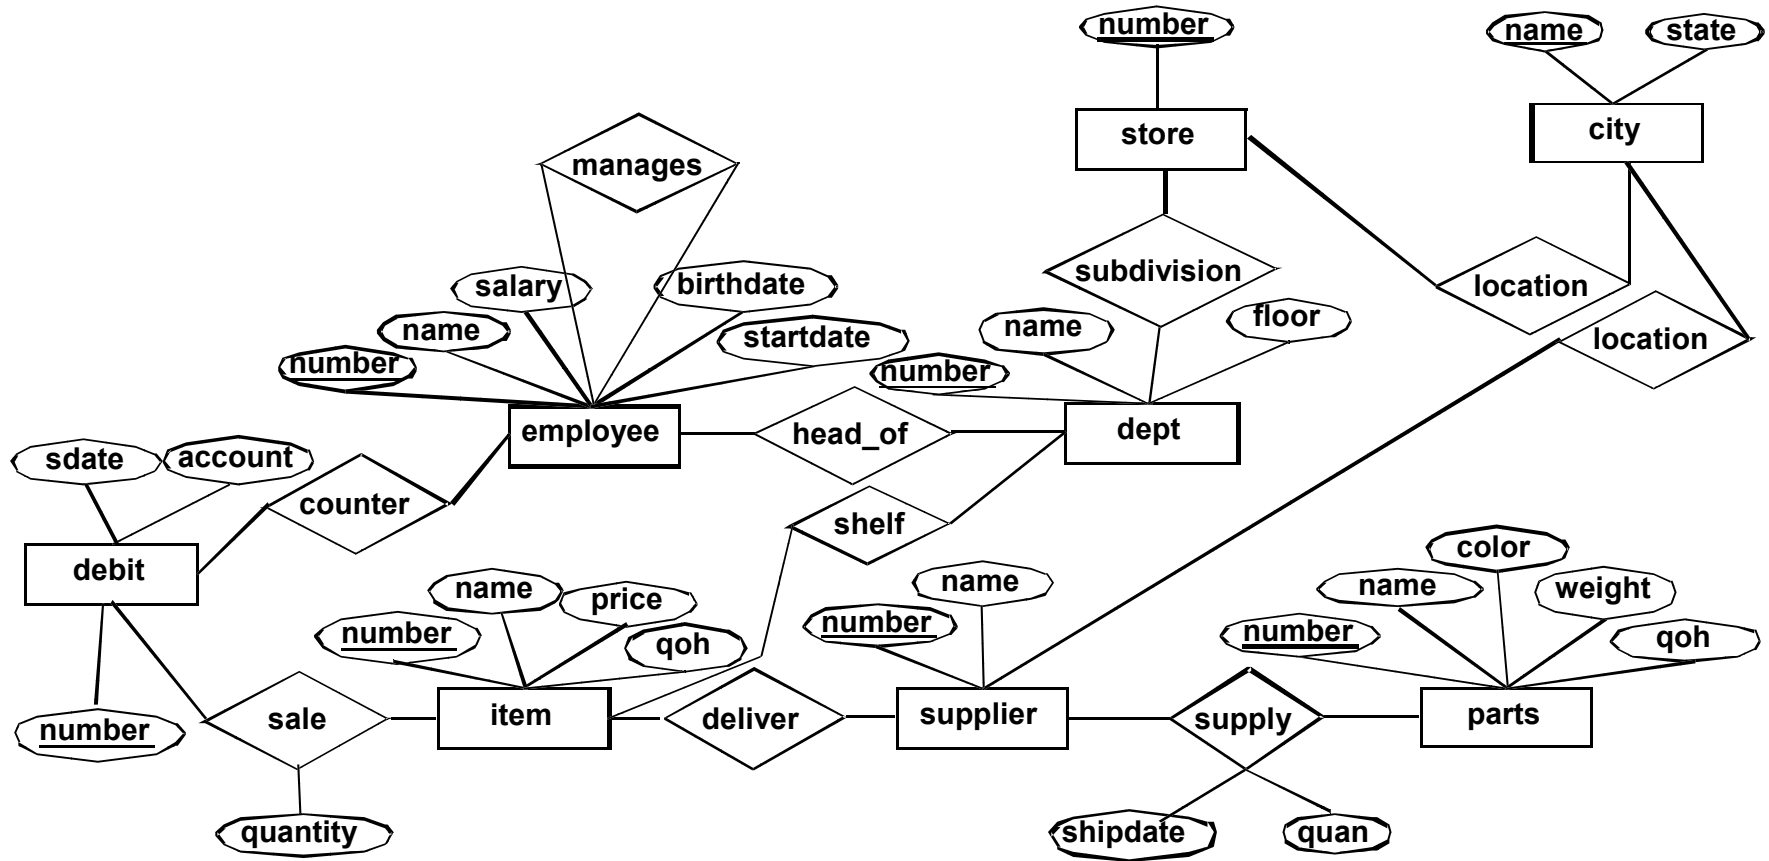 number
name
state
store
city
manages
subdivision
location
salary
birthdate
name
startdate
name
floor
location
number
number
employee
head_of
dept
sdate
account
counter
shelf
debit
color
name
name
price
name
weight
number
number
number
qoh
qoh
number
sale
item
deliver
supplier
supply
parts
quantity
shipdate
quan